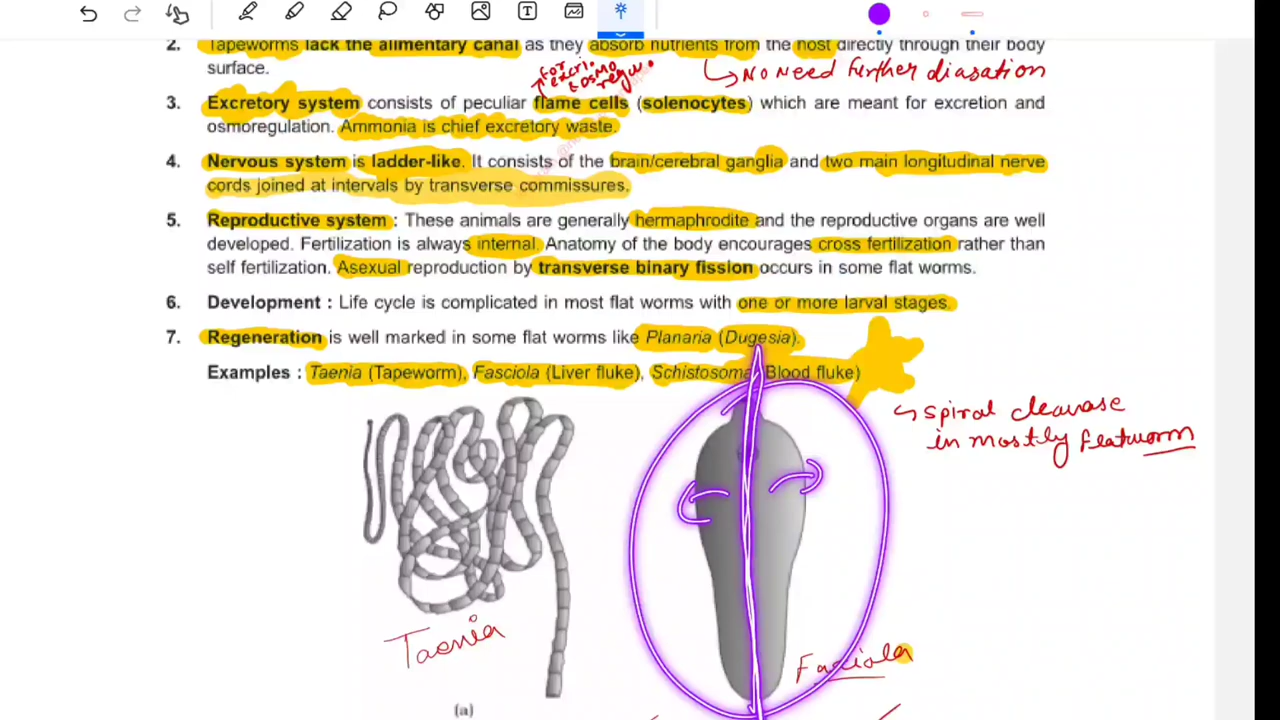 2. Tapeworms lack the alimentary canal as they absorb nutrients from the host directly through their body
surface.
For
excri.
& osmo
regu.
↳ No Need further diasation
3. Excretory system consists of peculiar flame cells (solenocytes) which are meant for excretion and
osmoregulation. Ammonia is chief excretory waste.
4. Nervous system is ladder-like. It consists of the brain/cerebral ganglia and two main longitudinal nerve
cords joined at intervals by transverse commissures.
5. Reproductive system : These animals are generally hermaphrodite and the reproductive organs are well
developed. Fertilization is always internal. Anatomy of the body encourages cross fertilization rather than
self fertilization. Asexual reproduction by transverse binary fission occurs in some flat worms.
6. Development : Life cycle is complicated in most flat worms with one or more larval stages.
7. Regeneration is well marked in some flat worms like Planaria (Dugesia).
Examples : Taenia (Tapeworm), Fasciola (Liver fluke), Schistosoma (Blood fluke)
↳ spiral cleavase
in mostly featworm
Taenia
Fasciola
(a)